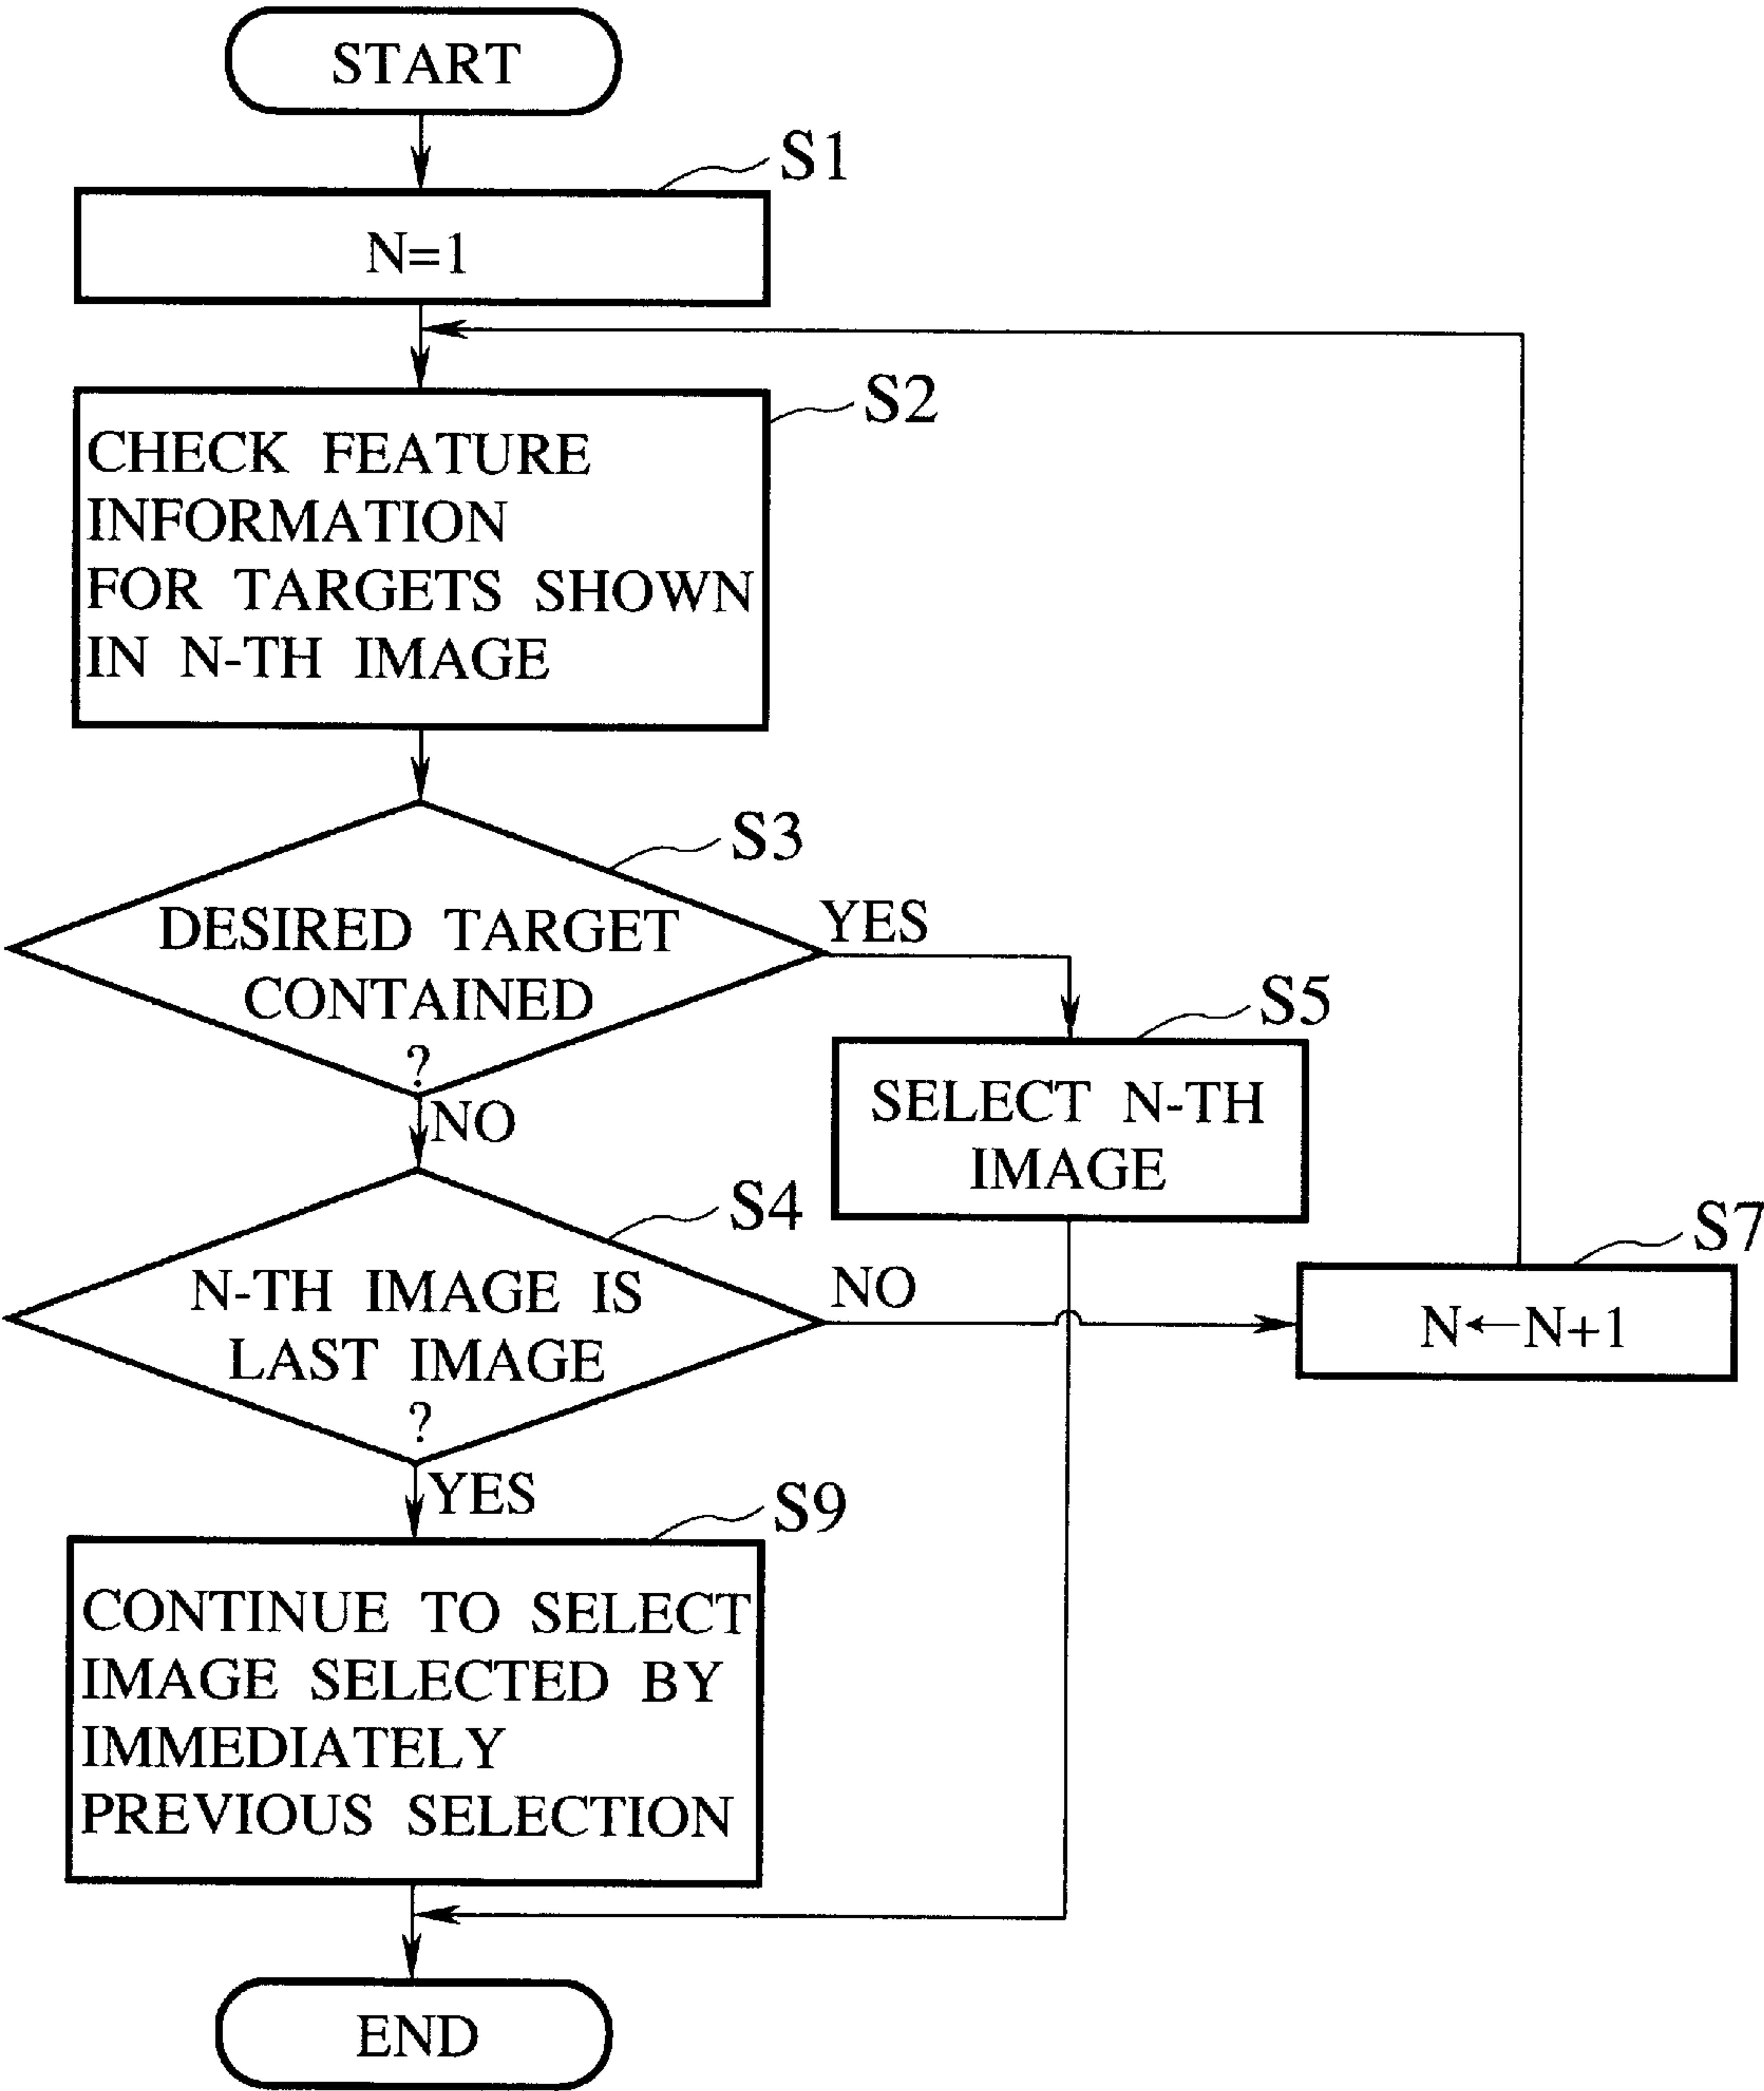 START
S1
N=1
S2
CHECK FEATURE
INFORMATION
FOR TARGETS SHOWN
IN N-TH IMAGE
S3
DESIRED TARGET
CONTAINED
?
YES
NO
S5
SELECT N-TH
IMAGE
S4
N-TH IMAGE IS
LAST IMAGE
?
NO
YES
S7
N←N+1
S9
CONTINUE TO SELECT
IMAGE SELECTED BY
IMMEDIATELY
PREVIOUS SELECTION
END